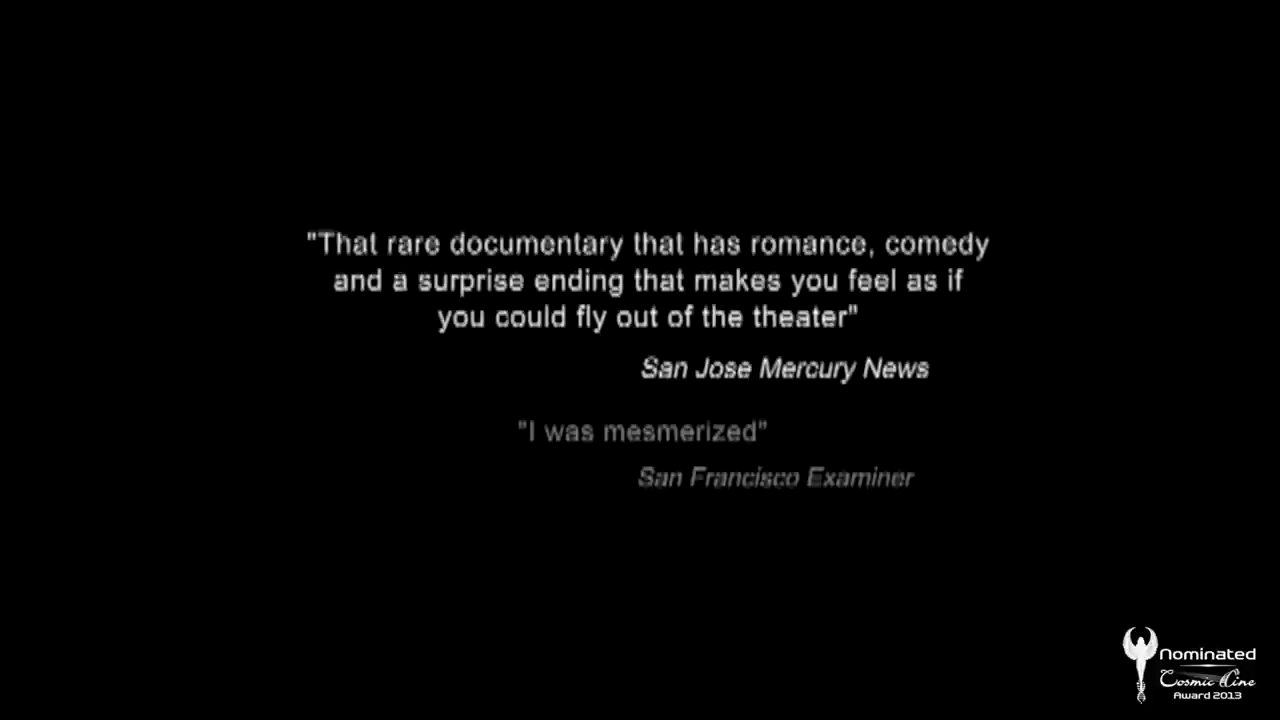 "That rare documentary that has romance, comedy
and a surprise ending that makes you feel as if
you could fly out of the theater"
San Jose Mercury News
"I was mesmerized"
San Francisco Examiner
Nominated
Cosmic Cine
Award 2013